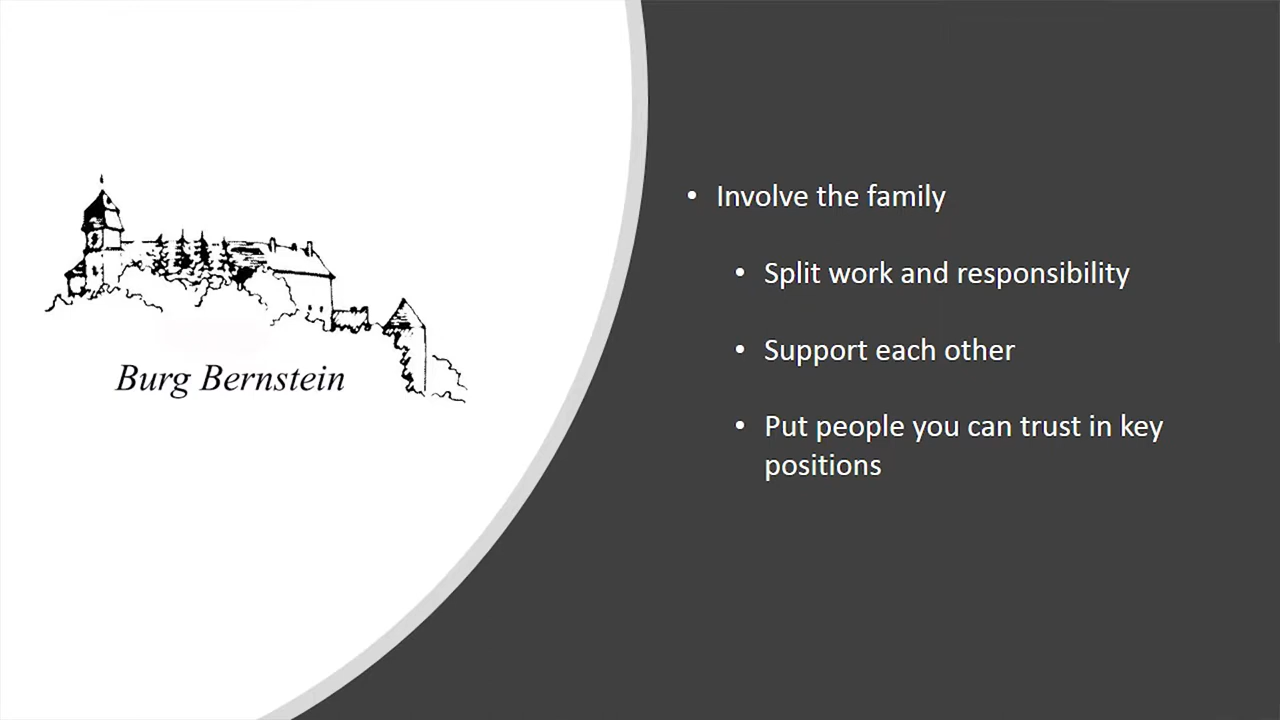 Burg Bernstein
• Involve the family
• Split work and responsibility
• Support each other
• Put people you can trust in key
positions